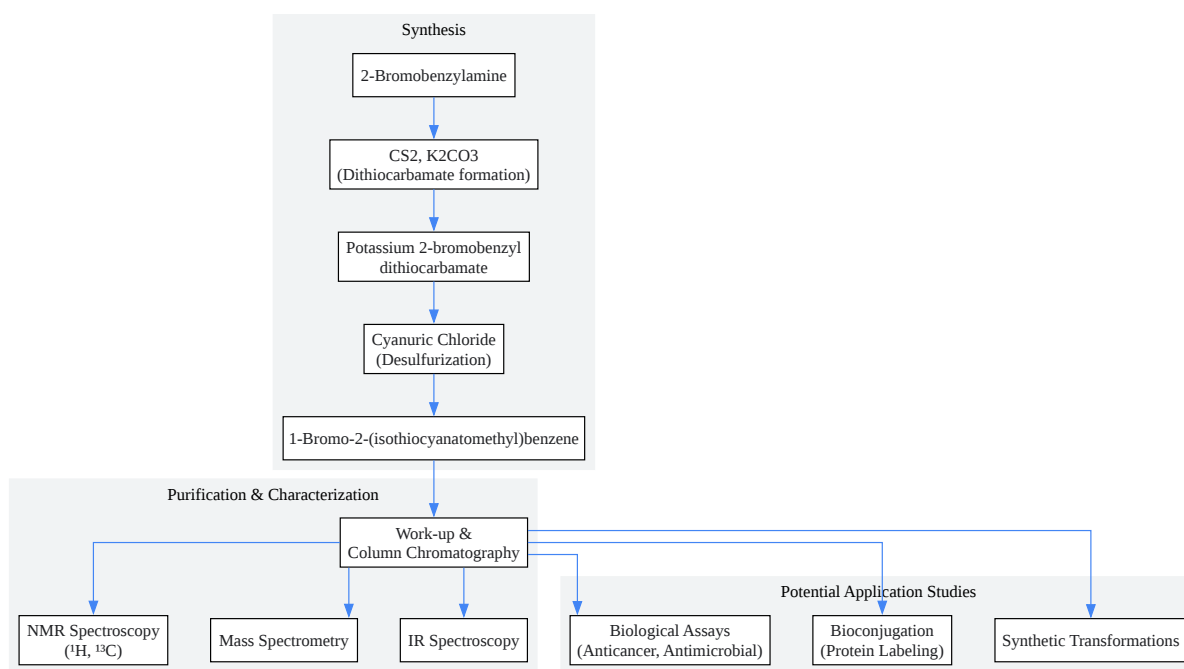 Synthesis
2-Bromobenzylamine
CS2, K2CO3
(Dithiocarbamate formation)
Potassium 2-bromobenzyl
dithiocarbamate
Cyanuric Chloride
(Desulfurization)
1-Bromo-2-(isothiocyanatomethyl)benzene
Purification & Characterization
Work-up &
Column Chromatography
NMR Spectroscopy
(¹H, ¹³C)
Mass Spectrometry
IR Spectroscopy
Potential Application Studies
Biological Assays
(Anticancer, Antimicrobial)
Bioconjugation
(Protein Labeling)
Synthetic Transformations